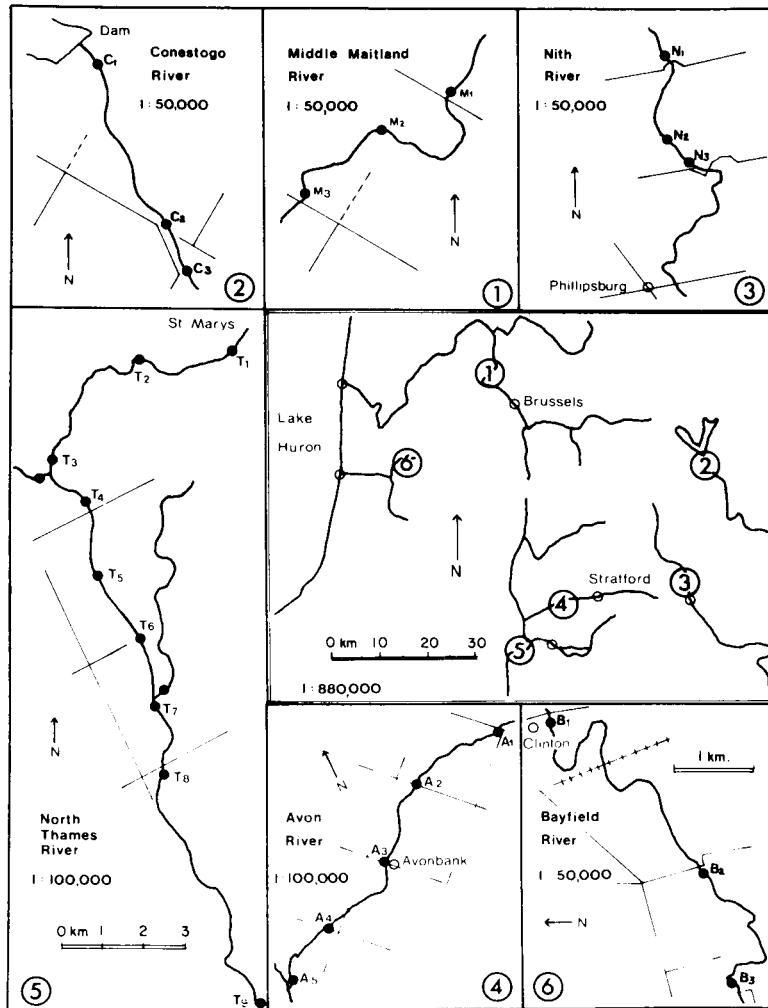 Dam
Conestogo
River
1:50,000
C1
C2
C3
N
2
Middle Maitland
River
1:50,000
M1
M2
M3
N
1
Nith
River
1:50,000
N1
N2
N3
N
Phillipsburg
3
St Marys
T1
T2
T3
T4
T5
T6
T7
T8
T9
N
North
Thames
River
1:100,000
0 km 1 2 3
5
Lake
Huron
1
Brussels
2
6
N
Stratford
3
4
5
0 km 10 20 30
1:880,000
Avon
River
1:100,000
N
A1
A2
A3
Avonbank
A4
A5
4
B1
Clinton
1 km.
Bayfield
River
1:50,000
B2
N
B3
6